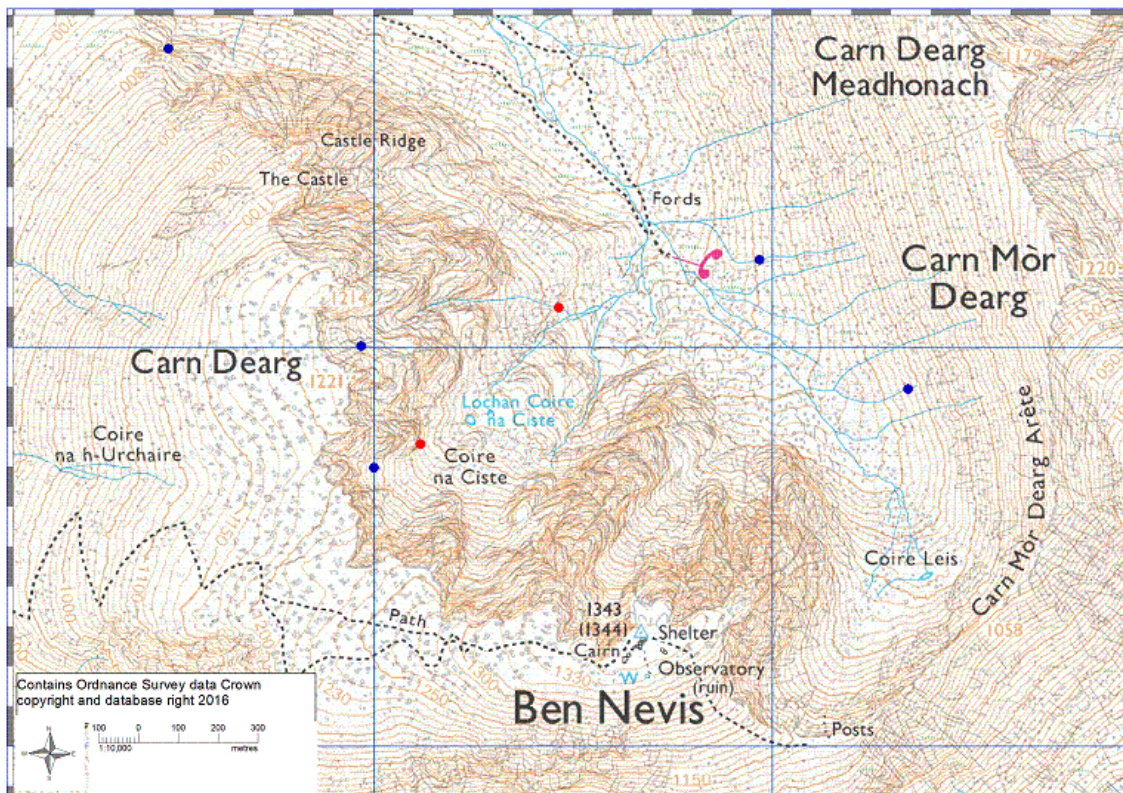 Carn Dearg
Meadhonach
1179
Castle Ridge
The Castle
Fords
Carn Mòr
Dearg
1220
1214
Carn Dearg
1221
Lochan Coire
na Ciste
Coire
na h-Urchaire
Coire
na Ciste
Carn Mor Dearg Arête
Coire Leis
1058
Path
1343
(1344)
Cairn
Shelter
Observatory
(ruin)
W
Ben Nevis
Posts
1150
Contains Ordnance Survey data Crown
copyright and database right 2016
N
100 0 100 200 300
1:10,000 metres